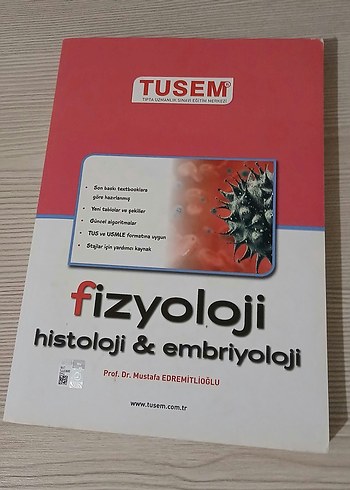 TUSEM®
TIPTA UZMANLIK SINAVI EĞİTİM MERKEZİ
• Son baskı textbooklara
göre hazırlanmış
• Yeni tablolar ve şekiller
• Güncel algoritmalar
• TUS ve USMLE formatına uygun
• Stajlar için yardımcı kaynak
fizyoloji
histoloji & embriyoloji
Prof. Dr. Mustafa EDREMİTLİOĞLU
www.tusem.com.tr